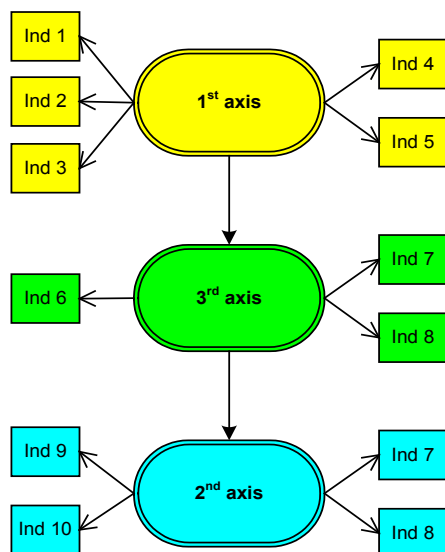 Ind 1
Ind 2
Ind 3
1st axis
Ind 4
Ind 5
Ind 6
3rd axis
Ind 7
Ind 8
Ind 9
Ind 10
2nd axis
Ind 7
Ind 8